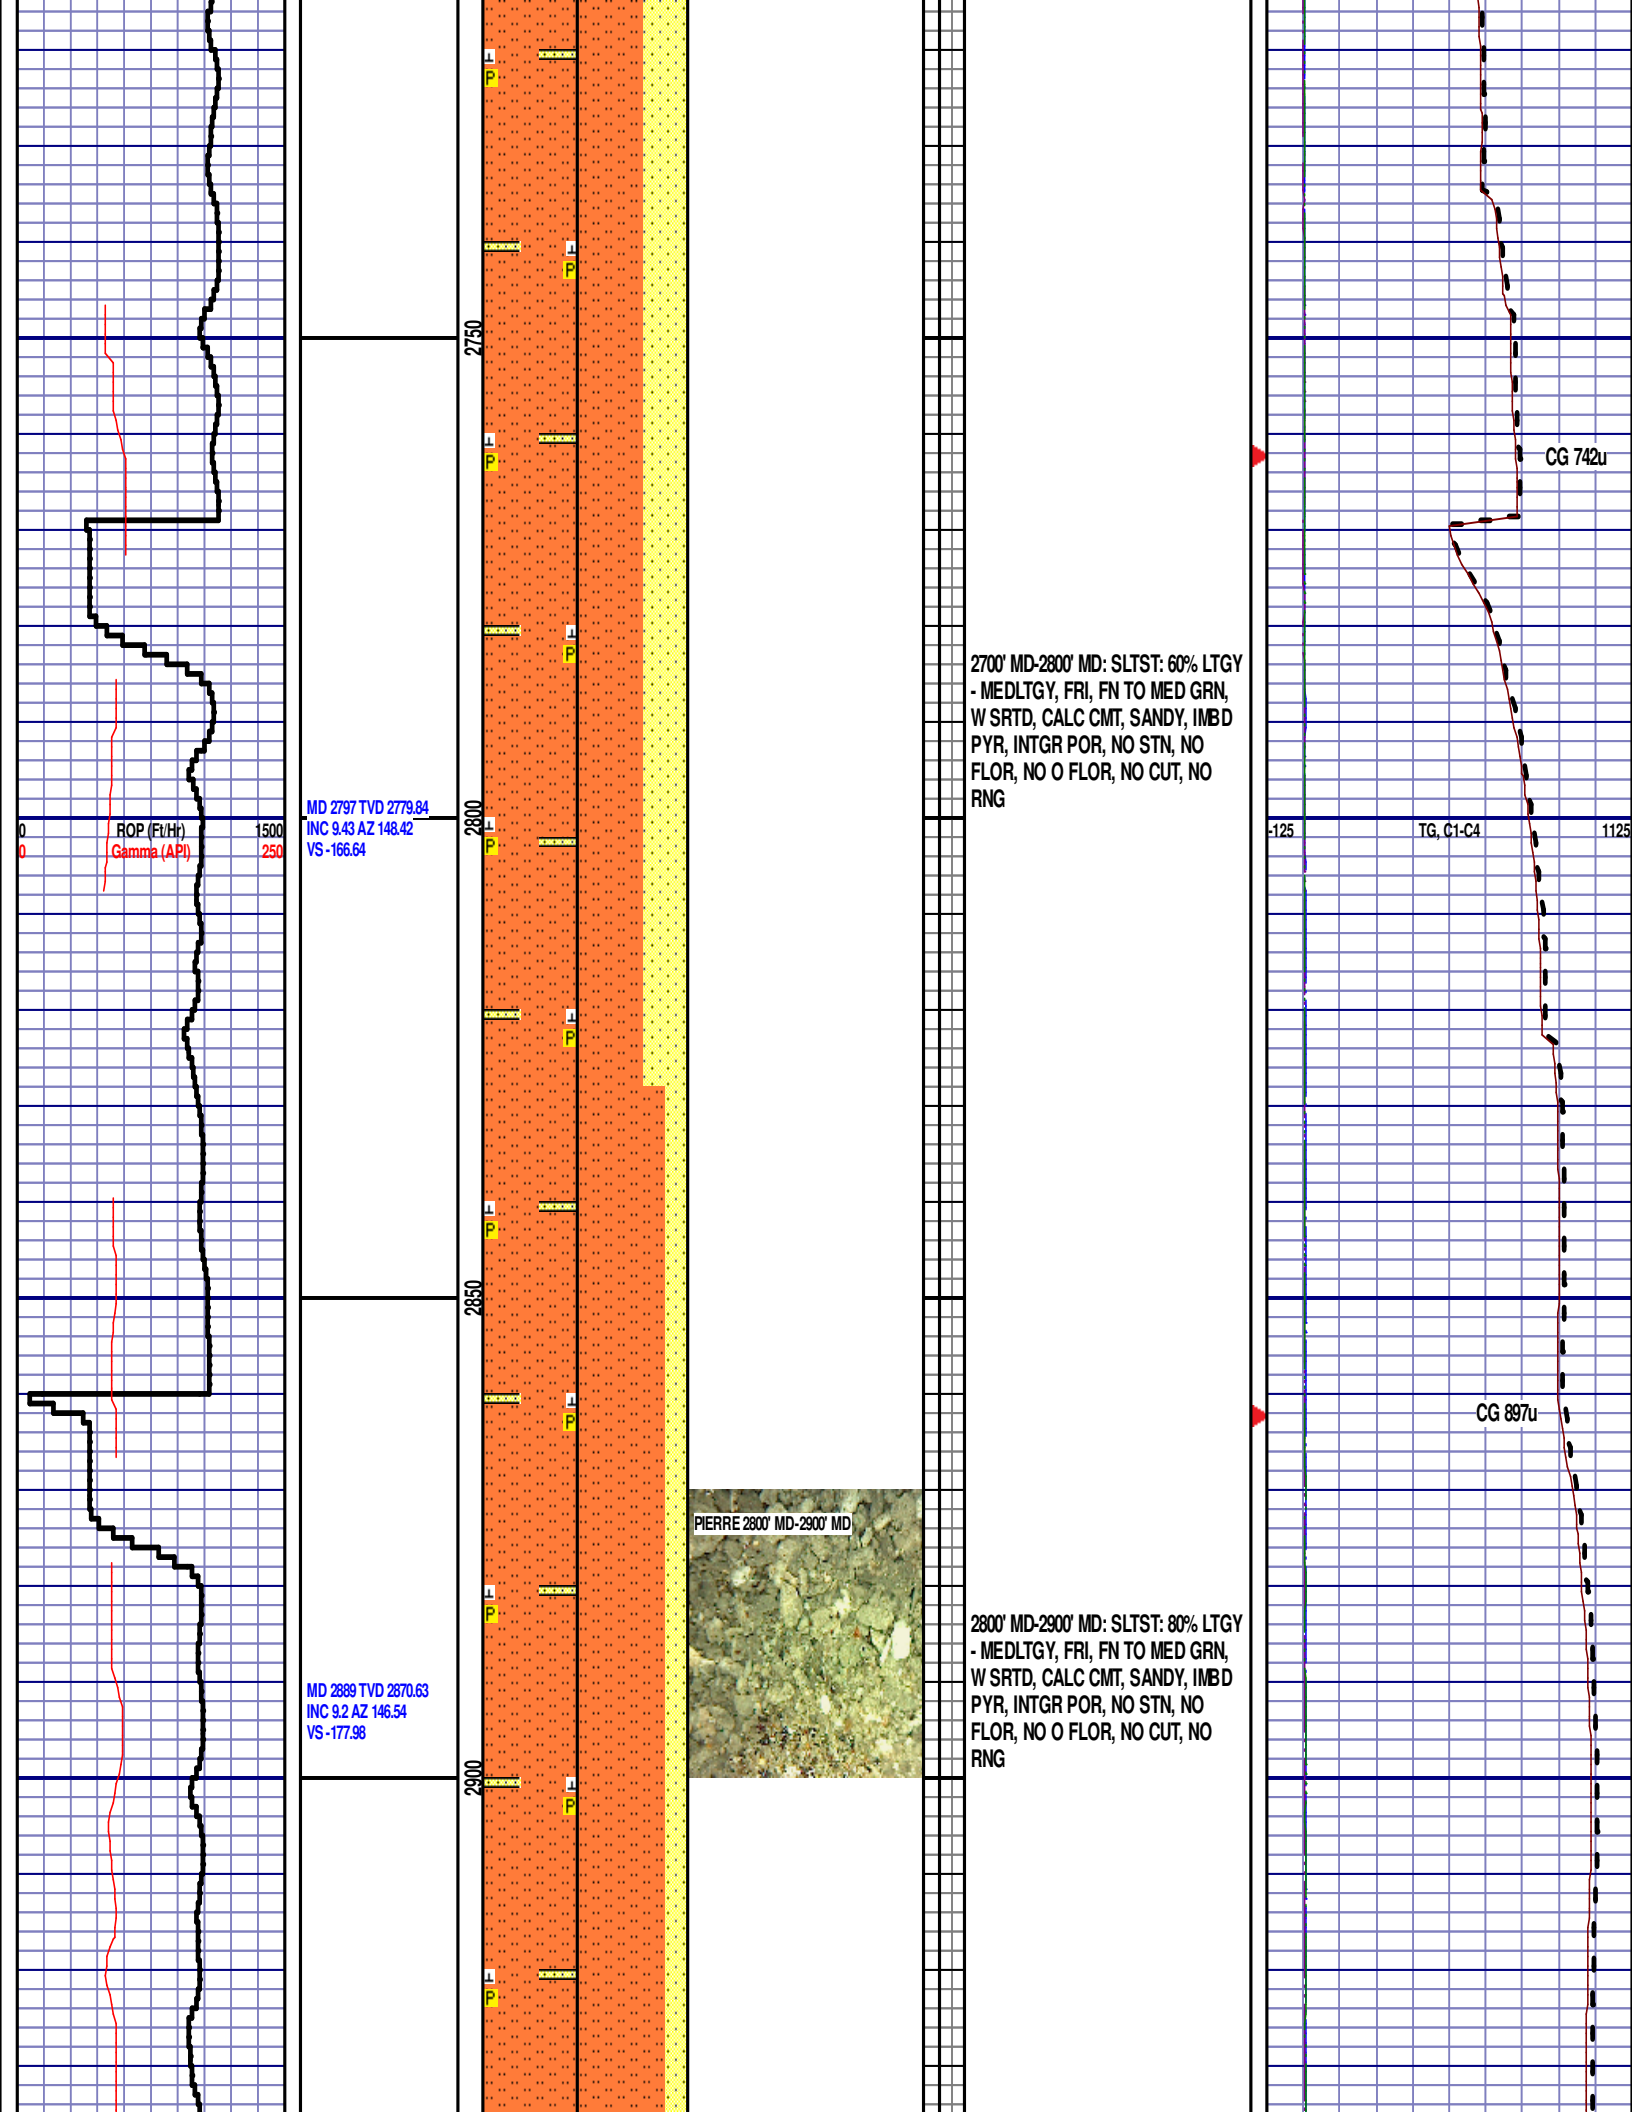 2750
CG 742u
2700' MD-2800' MD: SLTST: 60% LTGY
- MEDLTGY, FRI, FN TO MED GRN,
W SRTD, CALC CMT, SANDY, IMBD
PYR, INTGR POR, NO STN, NO
FLOR, NO O FLOR, NO CUT, NO
RNG
0 ROP (Ft/Hr) 1500
0 Gamma (API) 250
MD 2797 TVD 2779.84
INC 9.43 AZ 148.42
VS -166.64
2800
-125 TG, C1-C4 1125
2850
CG 897u
PIERRE 2800' MD-2900' MD
2800' MD-2900' MD: SLTST: 80% LTGY
- MEDLTGY, FRI, FN TO MED GRN,
W SRTD, CALC CMT, SANDY, IMBD
PYR, INTGR POR, NO STN, NO
FLOR, NO O FLOR, NO CUT, NO
RNG
MD 2889 TVD 2870.63
INC 9.2 AZ 146.54
VS -177.98
2900
P
P
P
P
P
P
P
P
P
P
P